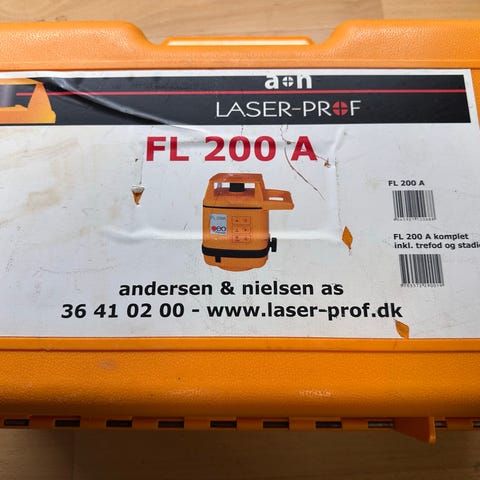 a+n
LASER-PROF
FL 200 A
FL 200 A
FL 200 A komplet
inkl. trefod og stadie
andersen & nielsen as
36 41 02 00 - www.laser-prof.dk